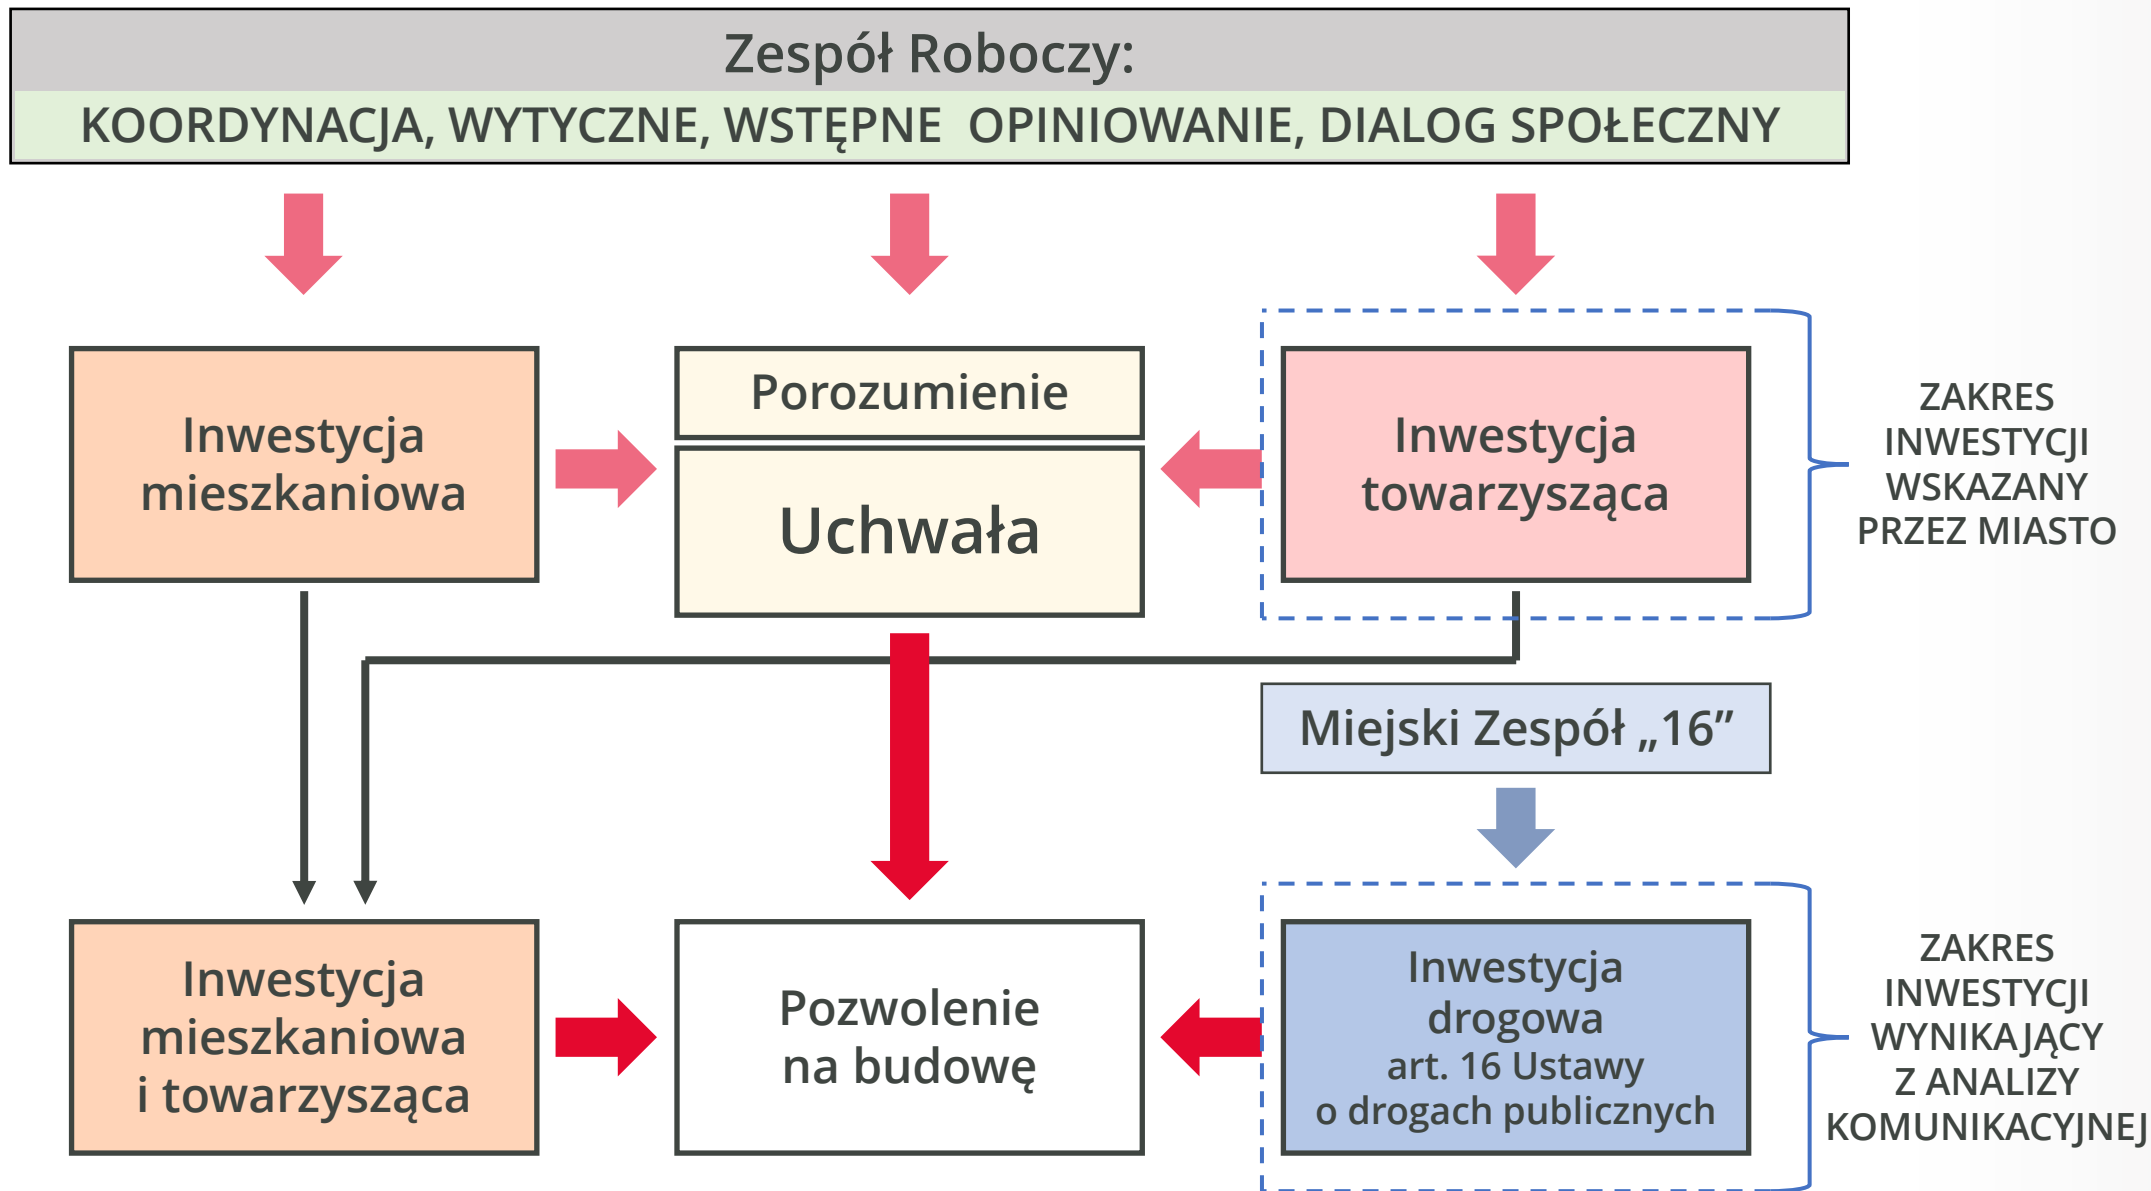 Zespół Roboczy:
KOORDYNACJA, WYTYCZNE, WSTĘPNE OPINIOWANIE, DIALOG SPOŁECZNY
Inwestycja
mieszkaniowa
Porozumienie
Uchwała
Inwestycja
towarzysząca
ZAKRES
INWESTYCJI
WSKAZANY
PRZEZ MIASTO
Miejski Zespół „16”
Inwestycja
mieszkaniowa
i towarzysząca
Pozwolenie
na budowę
Inwestycja
drogowa
art. 16 Ustawy
o drogach publicznych
ZAKRES
INWESTYCJI
WYNIKAJĄCY
Z ANALIZY
KOMUNIKACYJNEJ